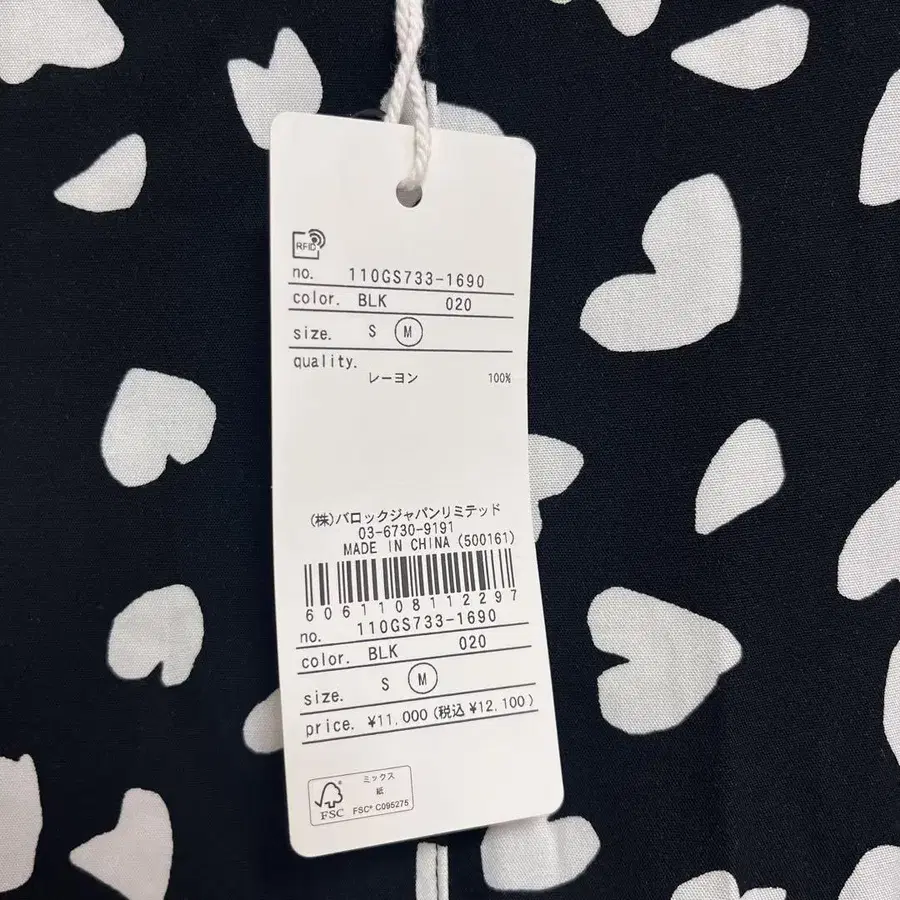 RFID
no. 110GS733-1690
color. BLK 020
size. S M
quality.
レーヨン 100%
(株)バロックジャパンリミテッド
03-6730-9191
MADE IN CHINA (500161)
6061108112297
no. 110GS733-1690
color. BLK 020
size. S M
price. ¥11,000 (税込 ¥12,100)
ミックス
紙
FSC® C095275
FSC